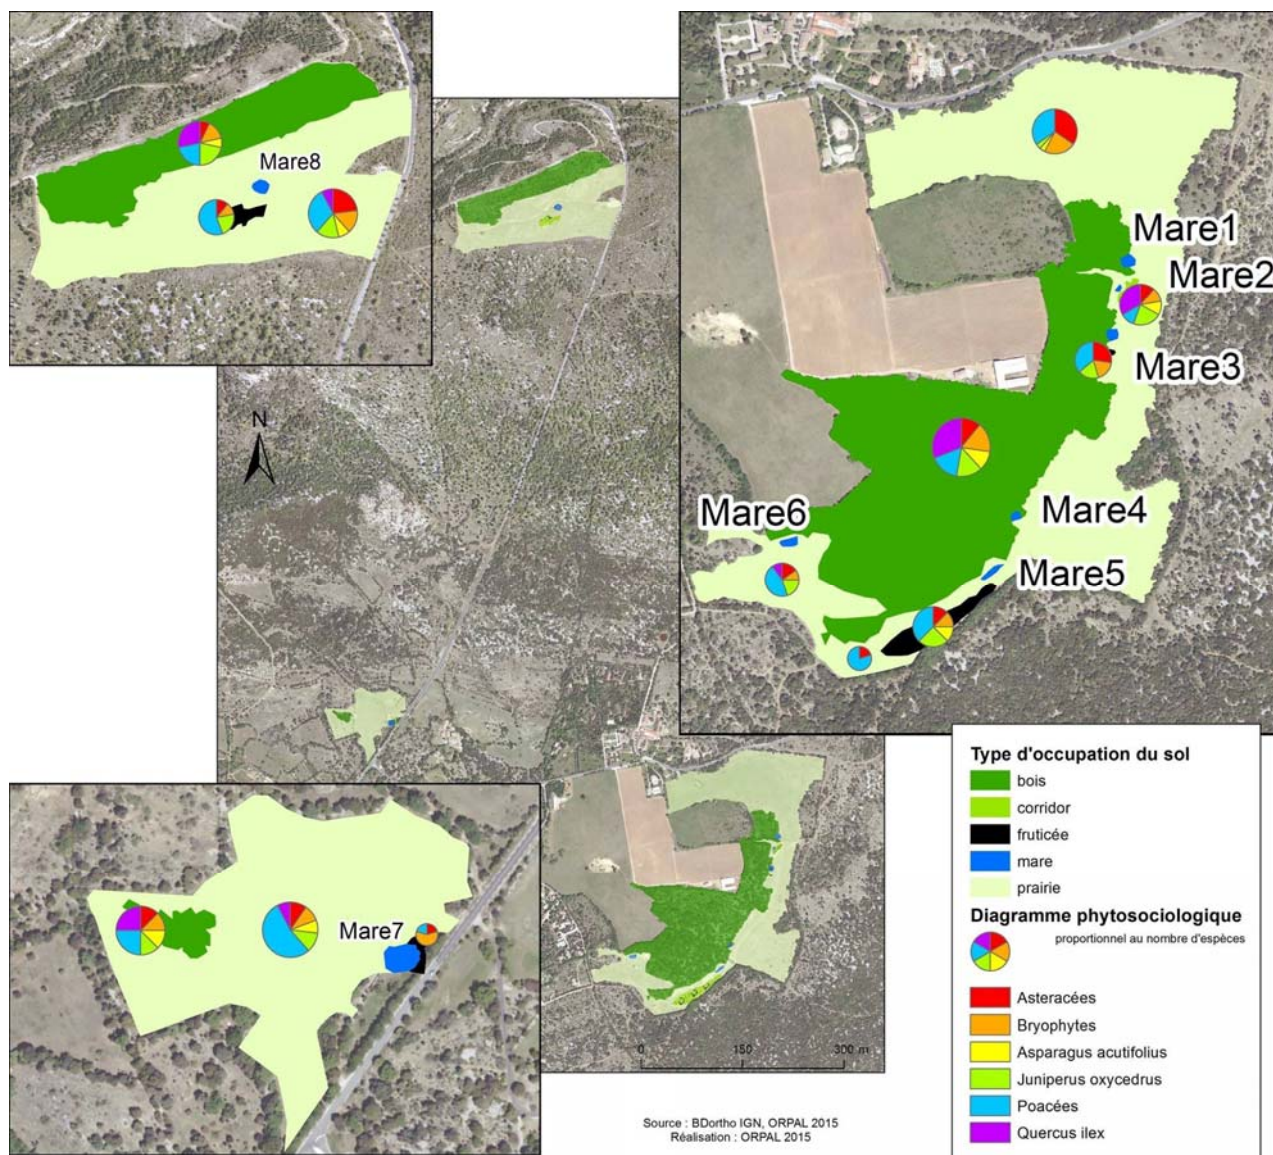 Mare8
Mare1
Mare2
Mare3
Mare4
Mare5
Mare6
N
Mare7
0 150 300 m
Source : BDortho IGN, ORPAL 2015
Réalisation : ORPAL 2015
Type d'occupation du sol
bois
corridor
fruticée
mare
prairie
Diagramme phytosociologique
proportionnel au nombre d'espèces
Asteracées
Bryophytes
Asparagus acutifolius
Juniperus oxycedrus
Poacées
Quercus ilex